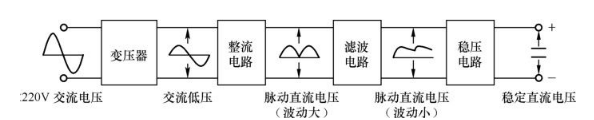 变压器
整流
电路
滤波
电路
稳压
电路
+
−
:220V 交流电压
交流低压
脉动直流电压
（波动大）
脉动直流电压
（波动小）
稳定直流电压